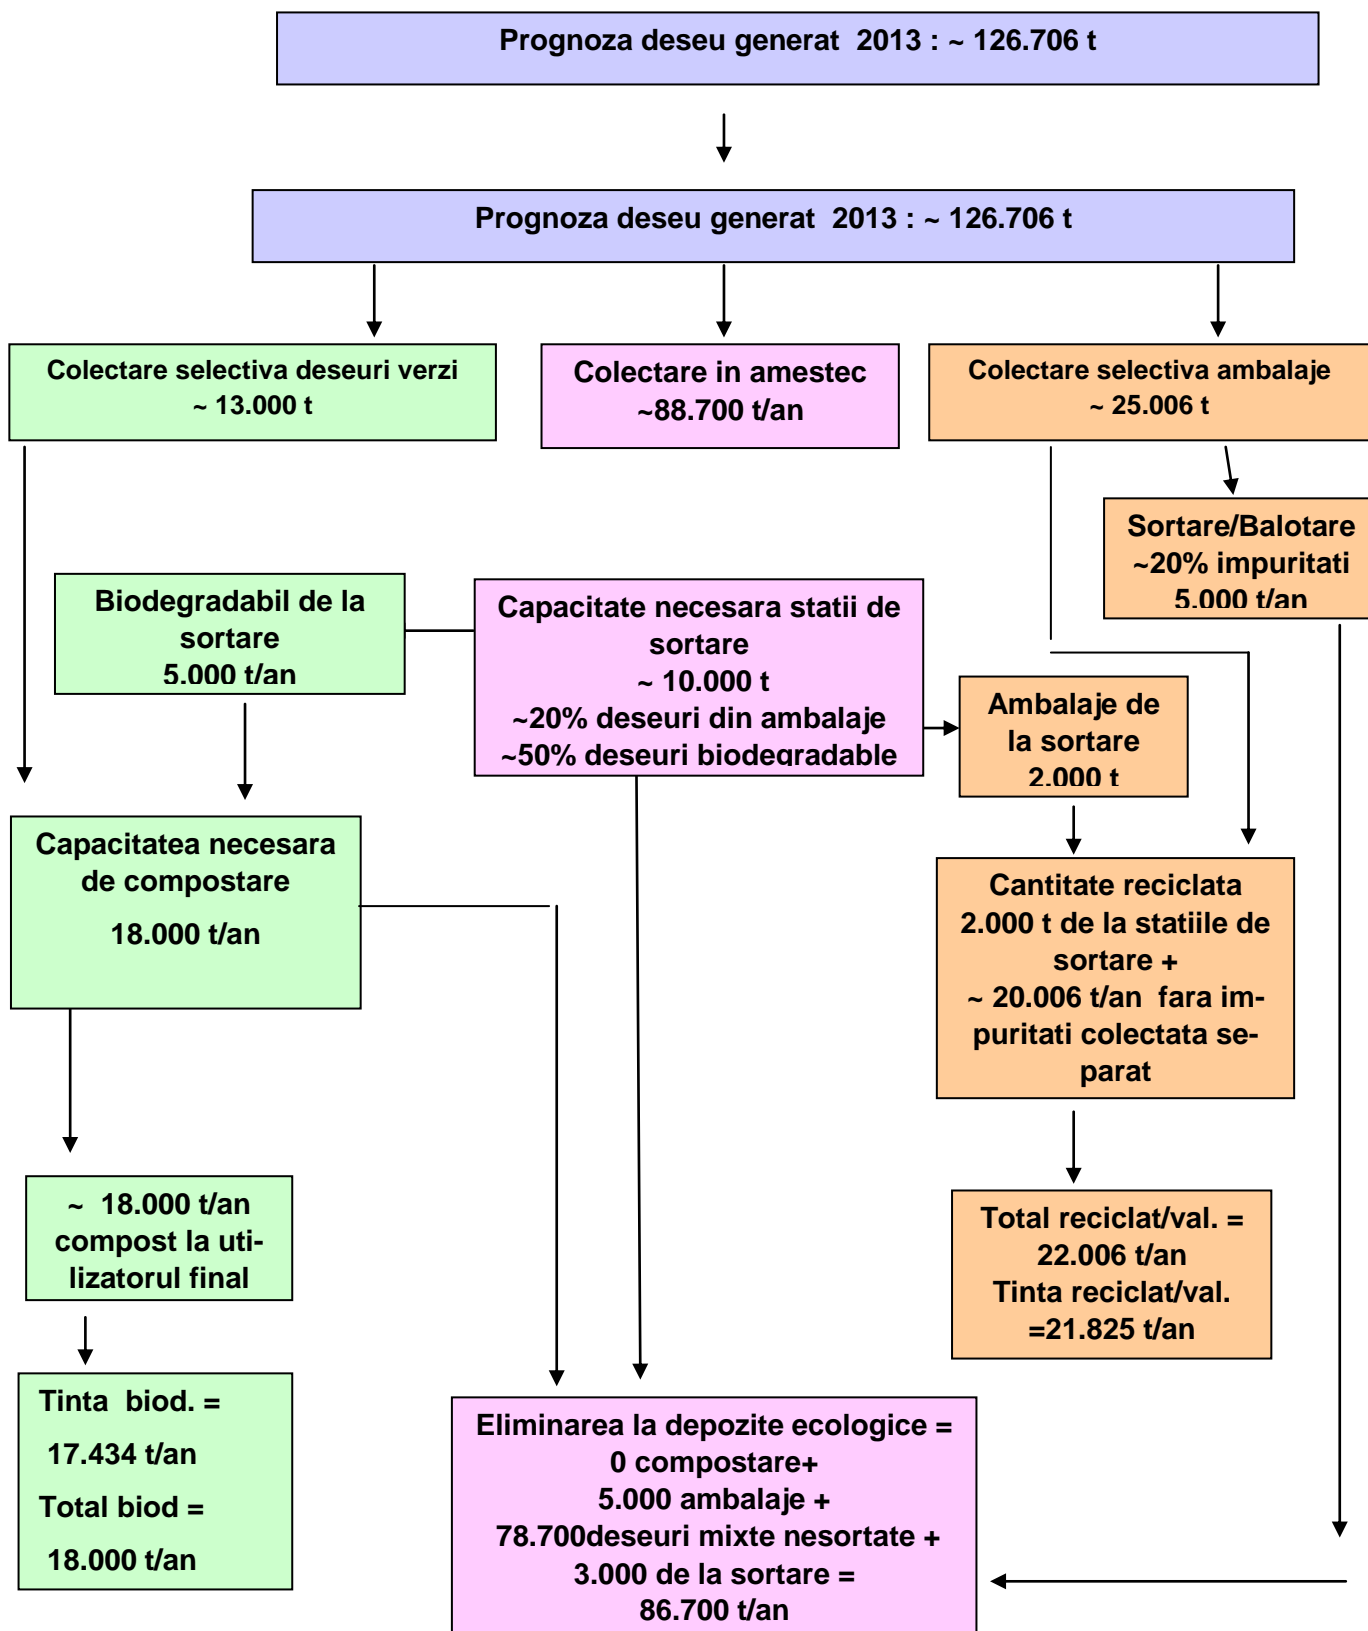 Prognoza deseu generat  2013 : ~ 126.706 t
Prognoza deseu generat  2013 : ~ 126.706 t
Colectare selectiva deseuri verzi
~ 13.000 t
Colectare in amestec
~88.700 t/an
Colectare selectiva ambalaje
~ 25.006 t
Sortare/Balotare
~20% impuritati
5.000 t/an
Biodegradabil de la
sortare
5.000 t/an
Capacitate necesara statii de
sortare
~ 10.000 t
~20% deseuri din ambalaje
~50% deseuri biodegradable
Ambalaje de
la sortare
2.000 t
Capacitatea necesara
de compostare
18.000 t/an
Cantitate reciclata
2.000 t de la statiile de
sortare +
~ 20.006 t/an  fara im-
puritati colectata se-
parat
~  18.000 t/an
compost la uti-
lizatorul final
Total reciclat/val. =
22.006 t/an
Tinta reciclat/val.
=21.825 t/an
Tinta  biod. =
17.434 t/an
Total biod =
18.000 t/an
Eliminarea la depozite ecologice =
0 compostare+
5.000 ambalaje +
78.700deseuri mixte nesortate +
3.000 de la sortare =
86.700 t/an